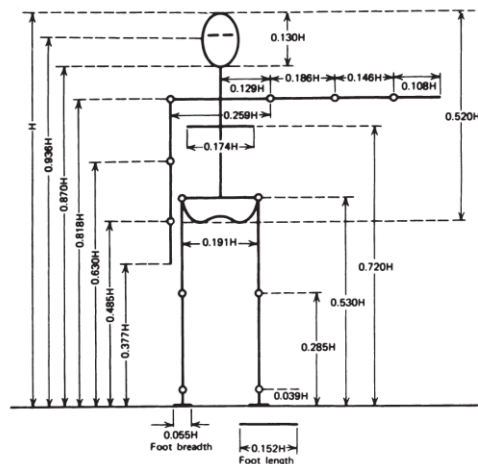 0.130H
0.129H
0.186H
0.146H
0.108H
0.259H
0.520H
0.174H
H
0.936H
0.870H
0.818H
0.630H
0.485H
0.377H
0.191H
0.720H
0.530H
0.285H
0.039H
0.055H
Foot breadth
0.152H
Foot length